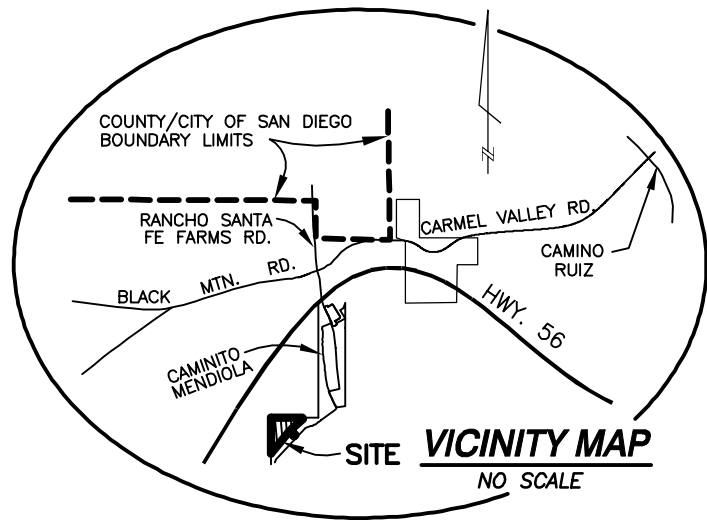 COUNTY/CITY OF SAN DIEGO
BOUNDARY LIMITS
N
RANCHO SANTA
FE FARMS RD.
CARMEL VALLEY RD.
CAMINO
RUIZ
BLACK MTN. RD.
HWY. 56
CAMINITO
MENDIOLA
SITE
VICINITY MAP
NO SCALE